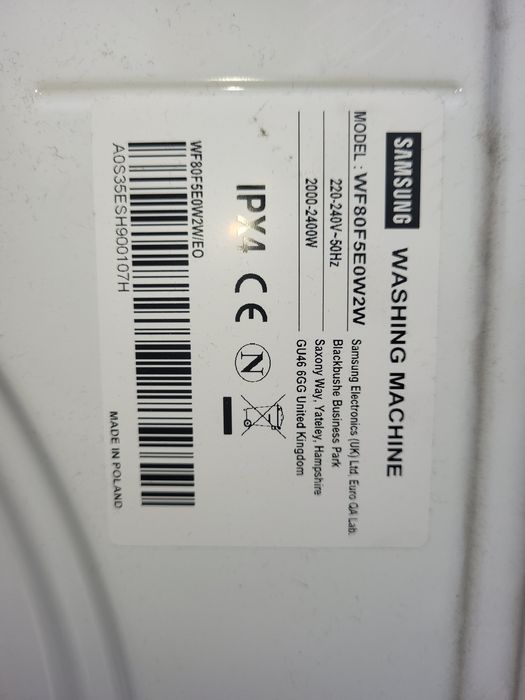 SAMSUNG WASHING MACHINE
MODEL : WF80F5E0W2W
220-240V~50Hz
2000-2400W
Samsung Electronics (UK) Ltd, Euro QA Lab.
Blackbushe Business Park
Saxony Way, Yateley, Hampshire
GU46 6GG United Kingdom
IPX4 CE N
WF80F5E0W2W/EO
A0S35ESH900107H
MADE IN POLAND